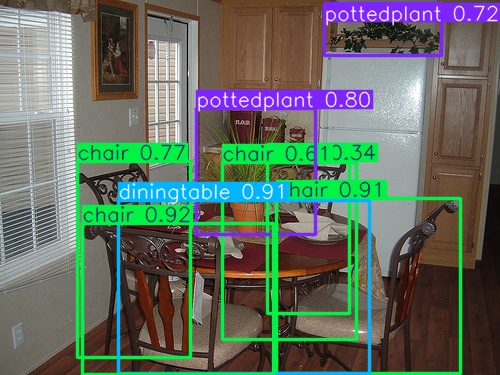 pottedplant 0.72
pottedplant 0.80
FLOUR
chair 0.77
chair 0.61
0.34
diningtable 0.91
hair 0.91
chair 0.92